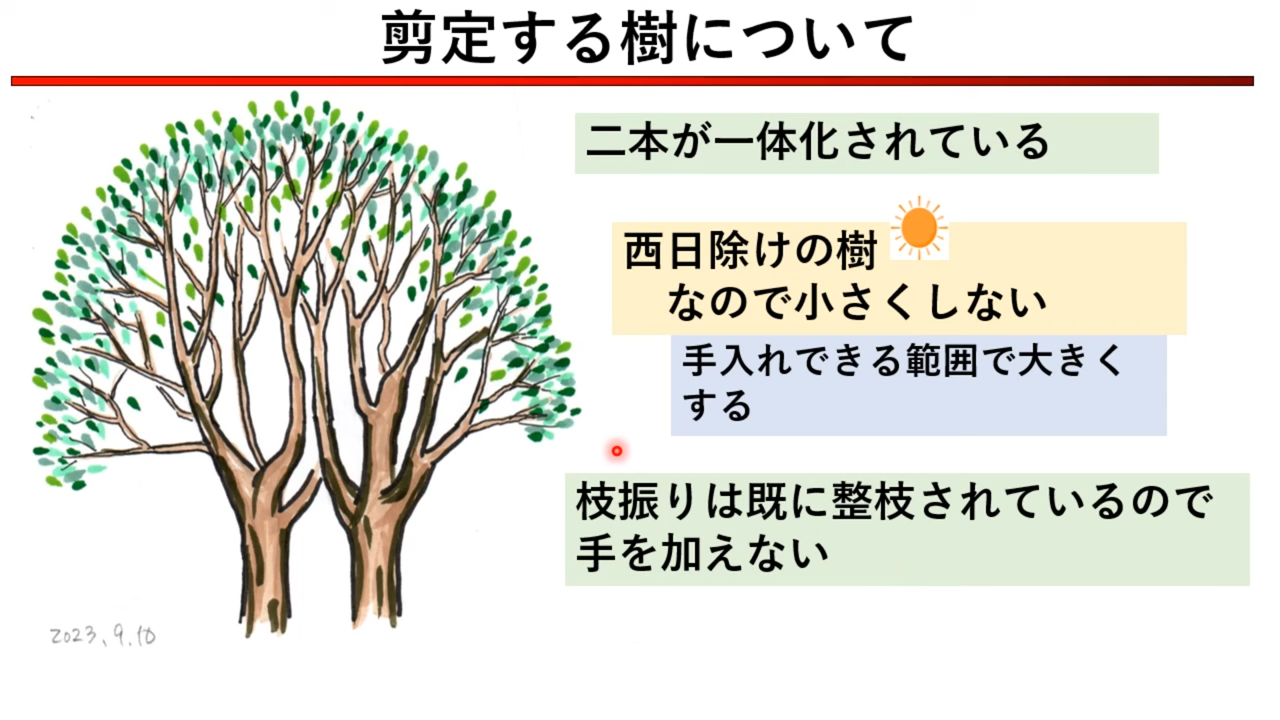 剪定する樹について
二本が一体化されている
西日除けの樹
なので小さくしない
手入れできる範囲で大きく
する
枝振りは既に整枝されているので
手を加えない
2023.9.10